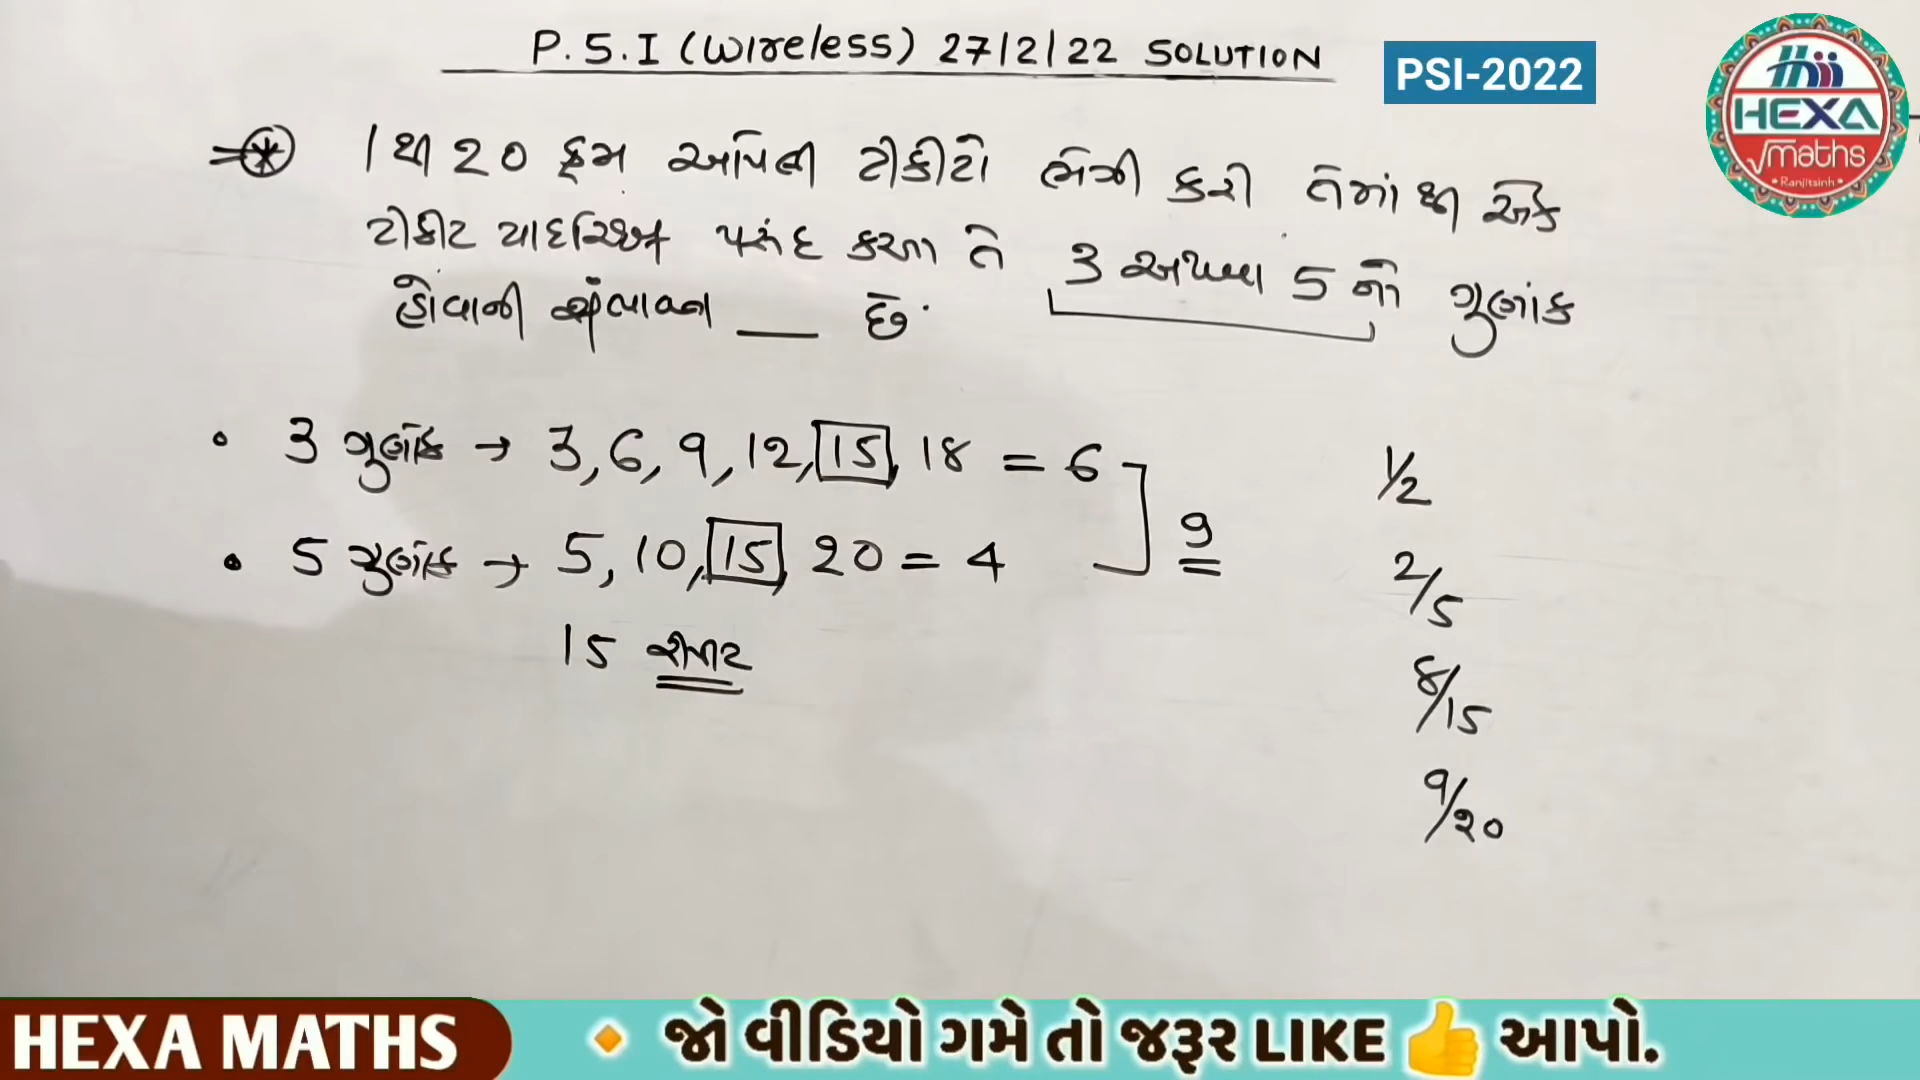 P.S.I (Wireless) 27/2/22 SOLUTION
PSI-2022
HEXA
√maths
• Ranjitsinh •
1 થી 20 ક્રમ આપેલી ટીકીટો ભેગી કરી તેમાંથી એક
ટીકીટ યાદચ્છિક પસંદ કરતા તે 3 અથવા 5 નો ગુણાંક
હોવાની સંભાવના ___ છે.
• 3 ગુણાંક → 3, 6, 9, 12, 15, 18 = 6
• 5 ગુણાંક → 5, 10, 15, 20 = 4
9
15
1/2
2/5
8/15
9/20
HEXA MATHS
જો વીડિયો ગમે તો જરૂર LIKE 👍 આપો.